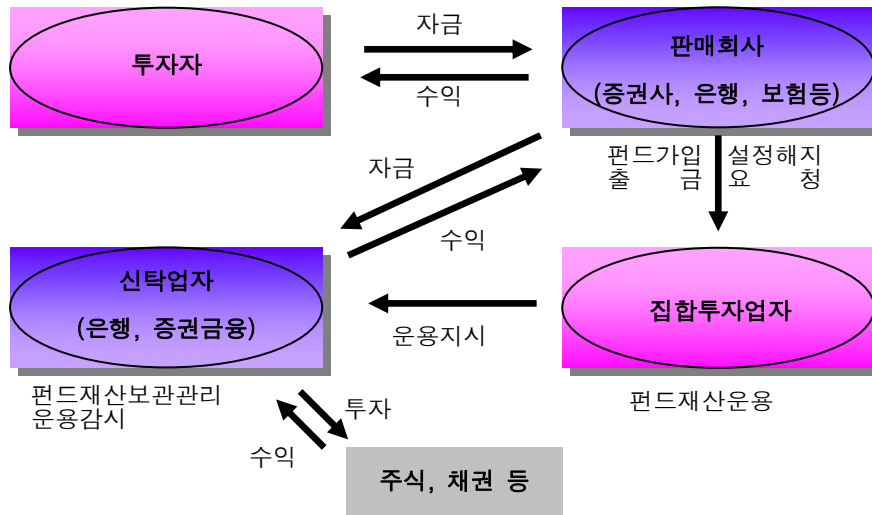 자금
투자자
판매회사
(증권사, 은행, 보험등)
수익
펀드가입 설정해지
출 금 요 청
자금
수익
신탁업자
(은행, 증권금융)
집합투자업자
운용지시
펀드재산보관관리
운용감시
펀드재산운용
투자
수익
주식, 채권 등